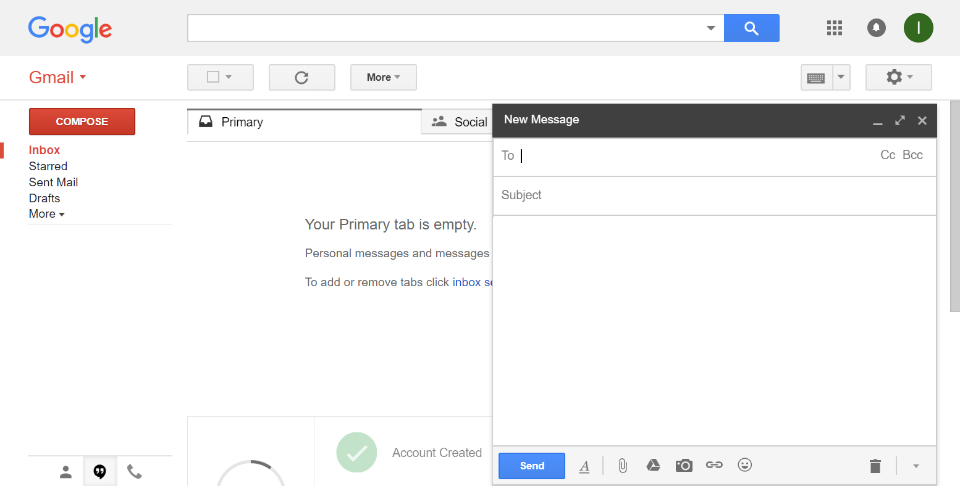 Google
I
Gmail
More
COMPOSE
Inbox
Starred
Sent Mail
Drafts
More
Primary
Social
Your Primary tab is empty.
Personal messages and messages
To add or remove tabs click inbox se
Account Created
New Message
To
Cc Bcc
Subject
Send
A